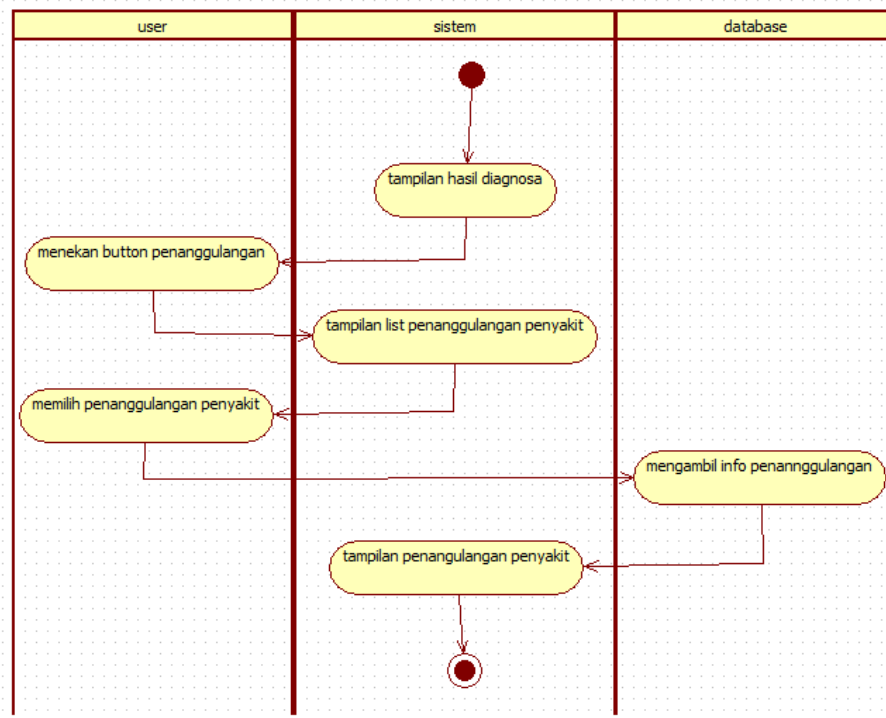 user
sistem
database
tampilan hasil diagnosa
menekan button penanggulangan
tampilan list penanggulangan penyakit
memilih penanggulangan penyakit
mengambil info penannggulangan
tampilan penangulangan penyakit